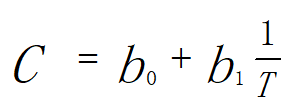 C = b₀ + b₁ 1/T